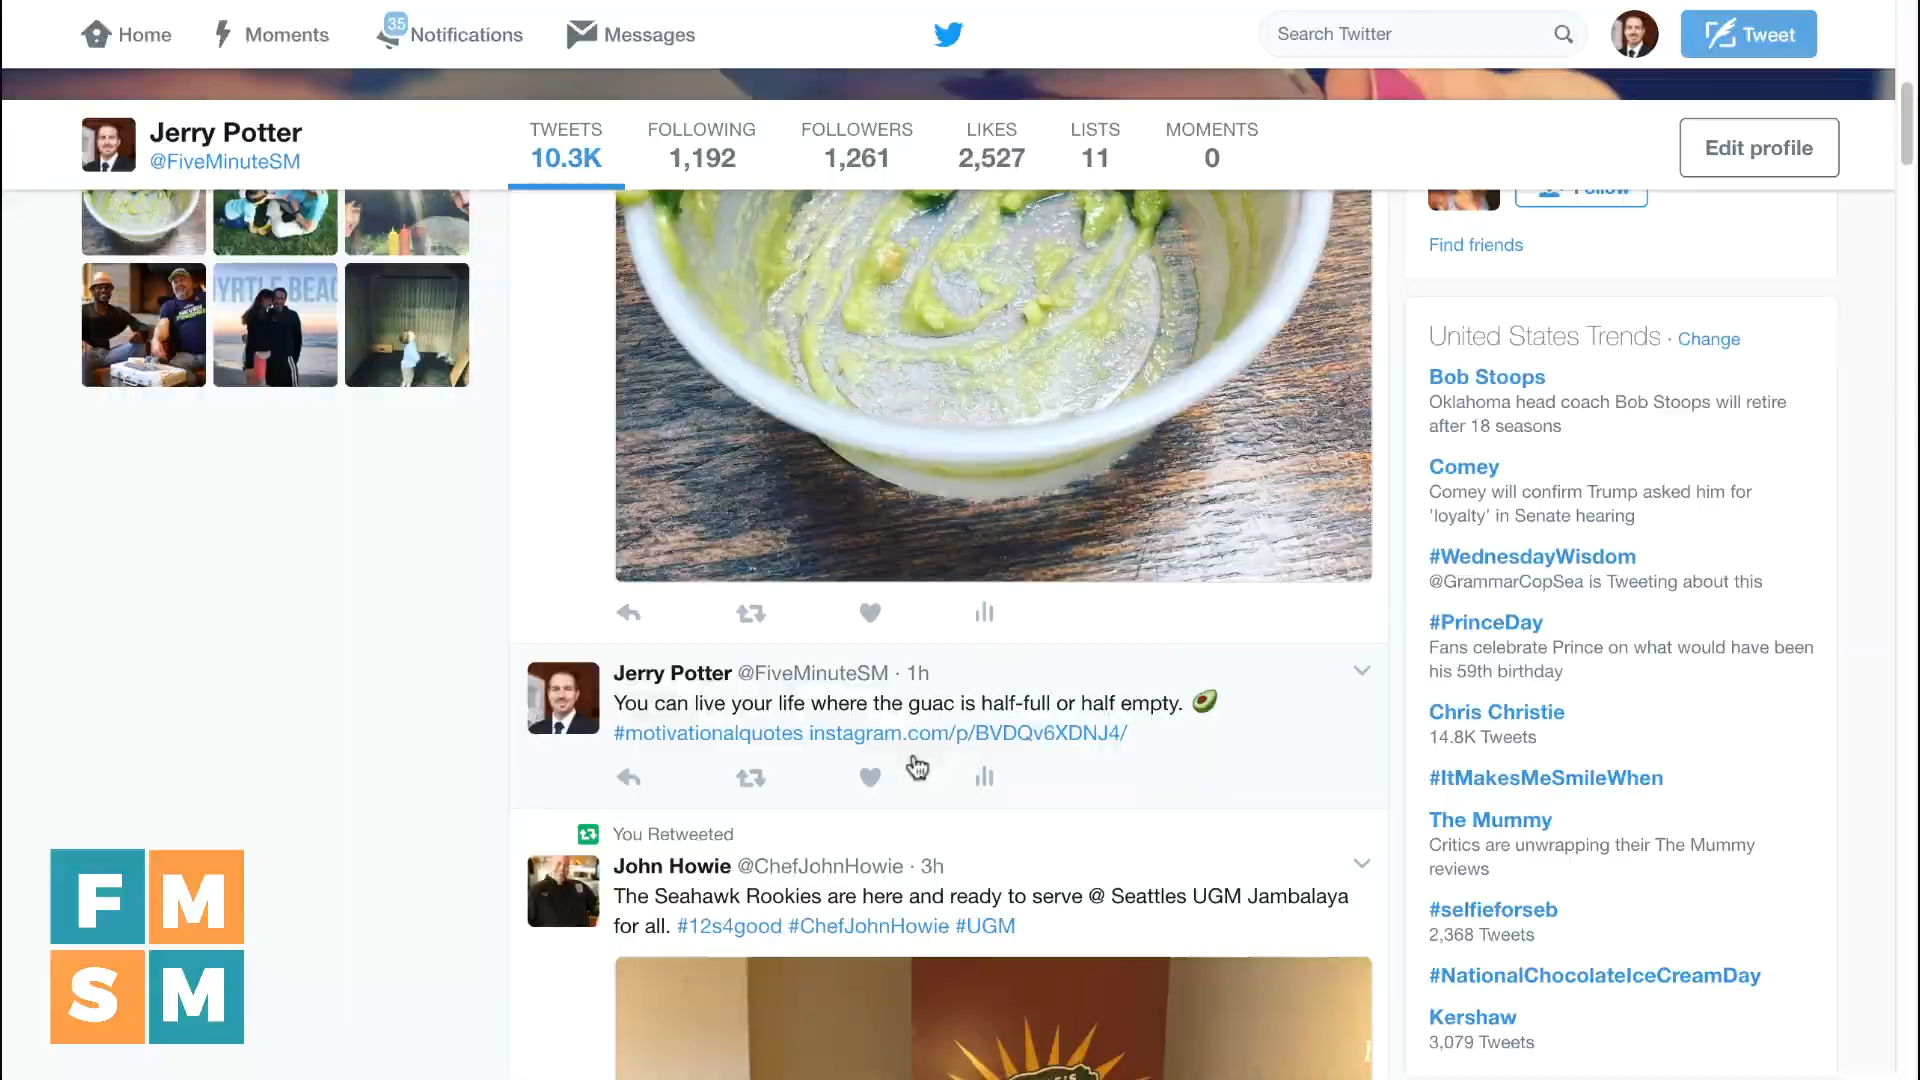 Home
Moments
35
Notifications
Messages
Search Twitter
Tweet
Jerry Potter
@FiveMinuteSM
TWEETS
10.3K
FOLLOWING
1,192
FOLLOWERS
1,261
LIKES
2,527
LISTS
11
MOMENTS
0
Edit profile
Follow
Find friends
MYRTLE BEAC
United States Trends · Change
Bob Stoops
Oklahoma head coach Bob Stoops will retire
after 18 seasons
Comey
Comey will confirm Trump asked him for
'loyalty' in Senate hearing
#WednesdayWisdom
@GrammarCopSea is Tweeting about this
#PrinceDay
Fans celebrate Prince on what would have been
his 59th birthday
Chris Christie
14.8K Tweets
#ItMakesMeSmileWhen
The Mummy
Critics are unwrapping their The Mummy
reviews
#selfieforseb
2,368 Tweets
#NationalChocolateIceCreamDay
Kershaw
3,079 Tweets
Jerry Potter @FiveMinuteSM · 1h
You can live your life where the guac is half-full or half empty. 🥑
#motivationalquotes instagram.com/p/BVDQv6XDNJ4/
You Retweeted
John Howie @ChefJohnHowie · 3h
The Seahawk Rookies are here and ready to serve @ Seattles UGM Jambalaya
for all. #12s4good #ChefJohnHowie #UGM
F M
S M